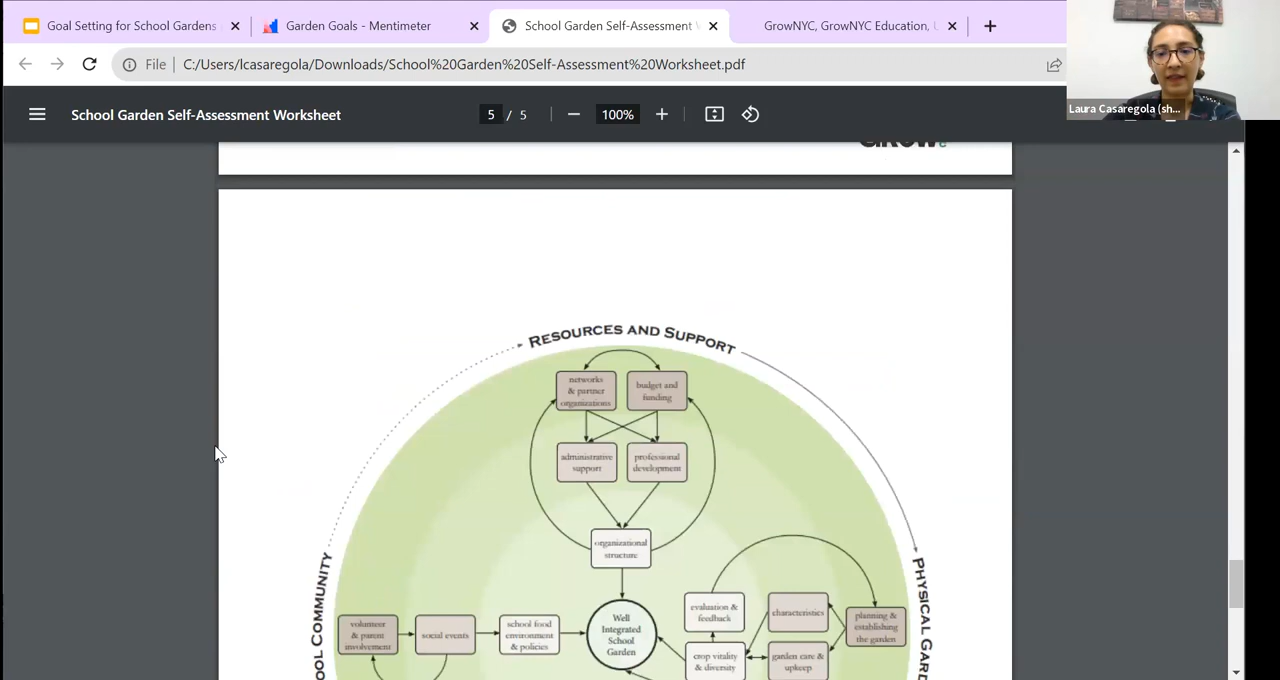 Goal Setting for School Gardens
Garden Goals - Mentimeter
School Garden Self-Assessment
GrowNYC, GrowNYC Education,
File
C:/Users/lcasaregola/Downloads/School%20Garden%20Self-Assessment%20Worksheet.pdf
Laura Casaregola (sh...
School Garden Self-Assessment Worksheet
5 / 5
100%
RESOURCES AND SUPPORT
networks
& partner
organizations
budget and
funding
administrative
support
professional
development
organizational
structure
OOL COMMUNITY
PHYSICAL GARD
volunteer
& parent
involvement
social events
school food
environment
& policies
Well
Integrated
School
Garden
evaluation &
feedback
characteristics
planning &
establishing
the garden
crop vitality
& diversity
garden care &
upkeep